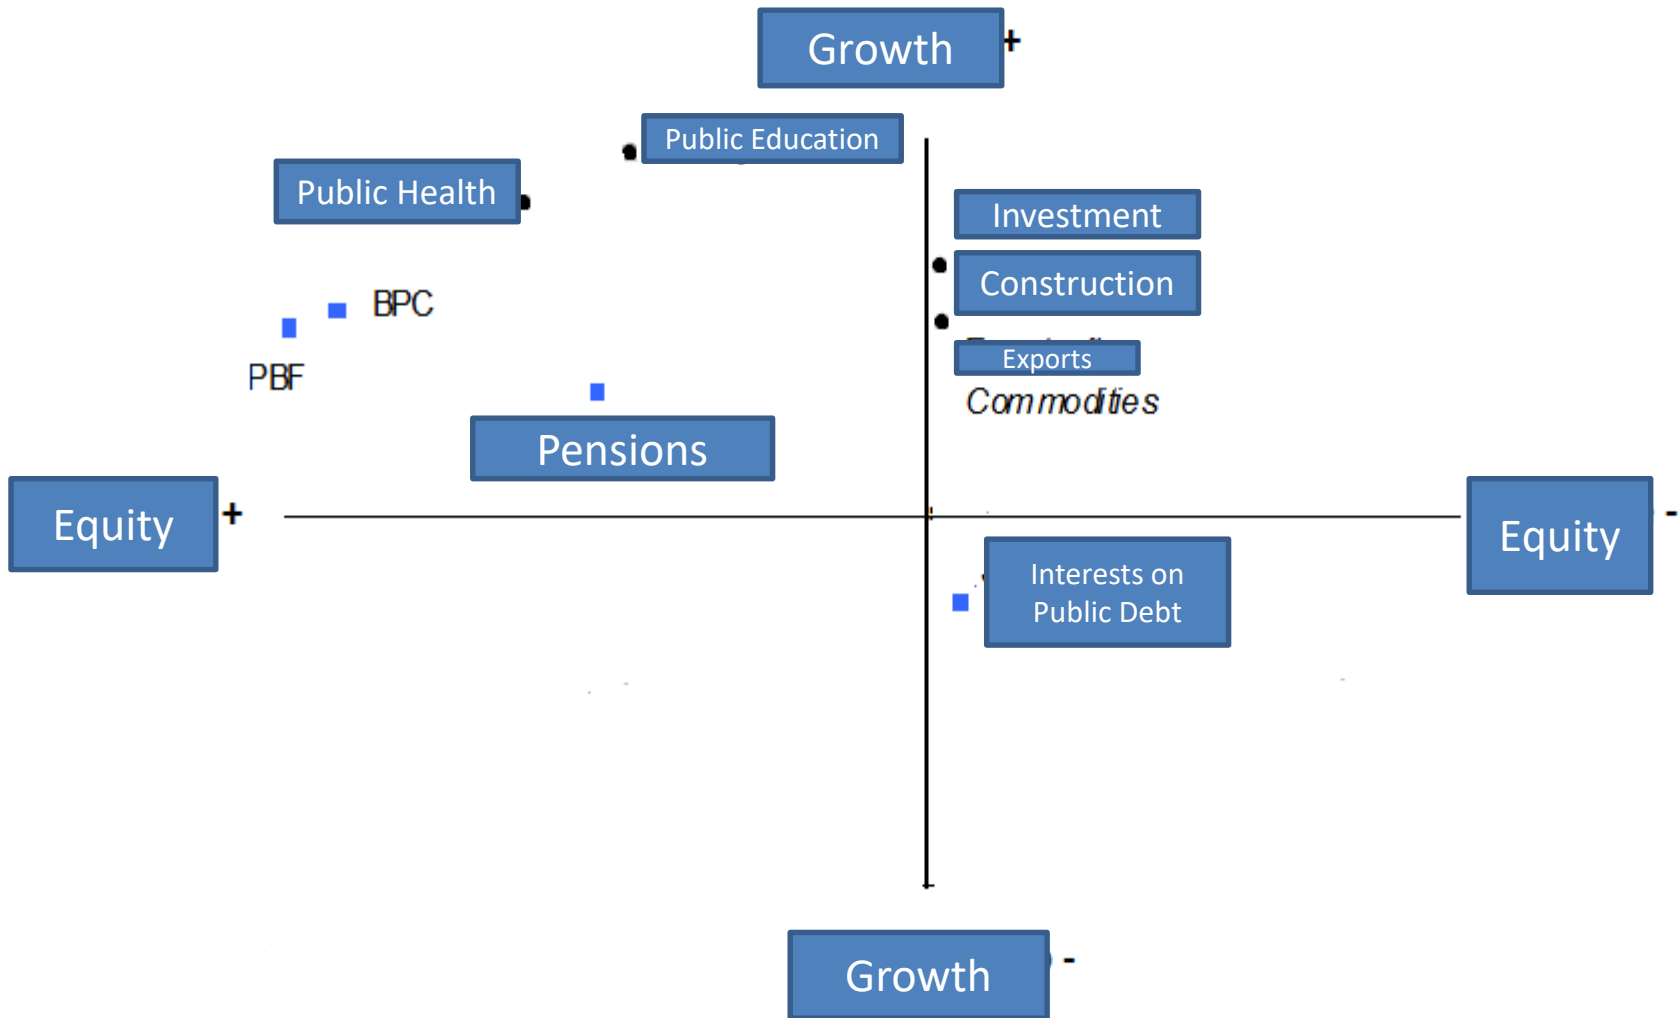 Growth +
Public Education
Public Health
Investment
Construction
BPC
PBF
Exports
Commodities
Pensions
Equity +
Equity -
Interests on
Public Debt
Growth -